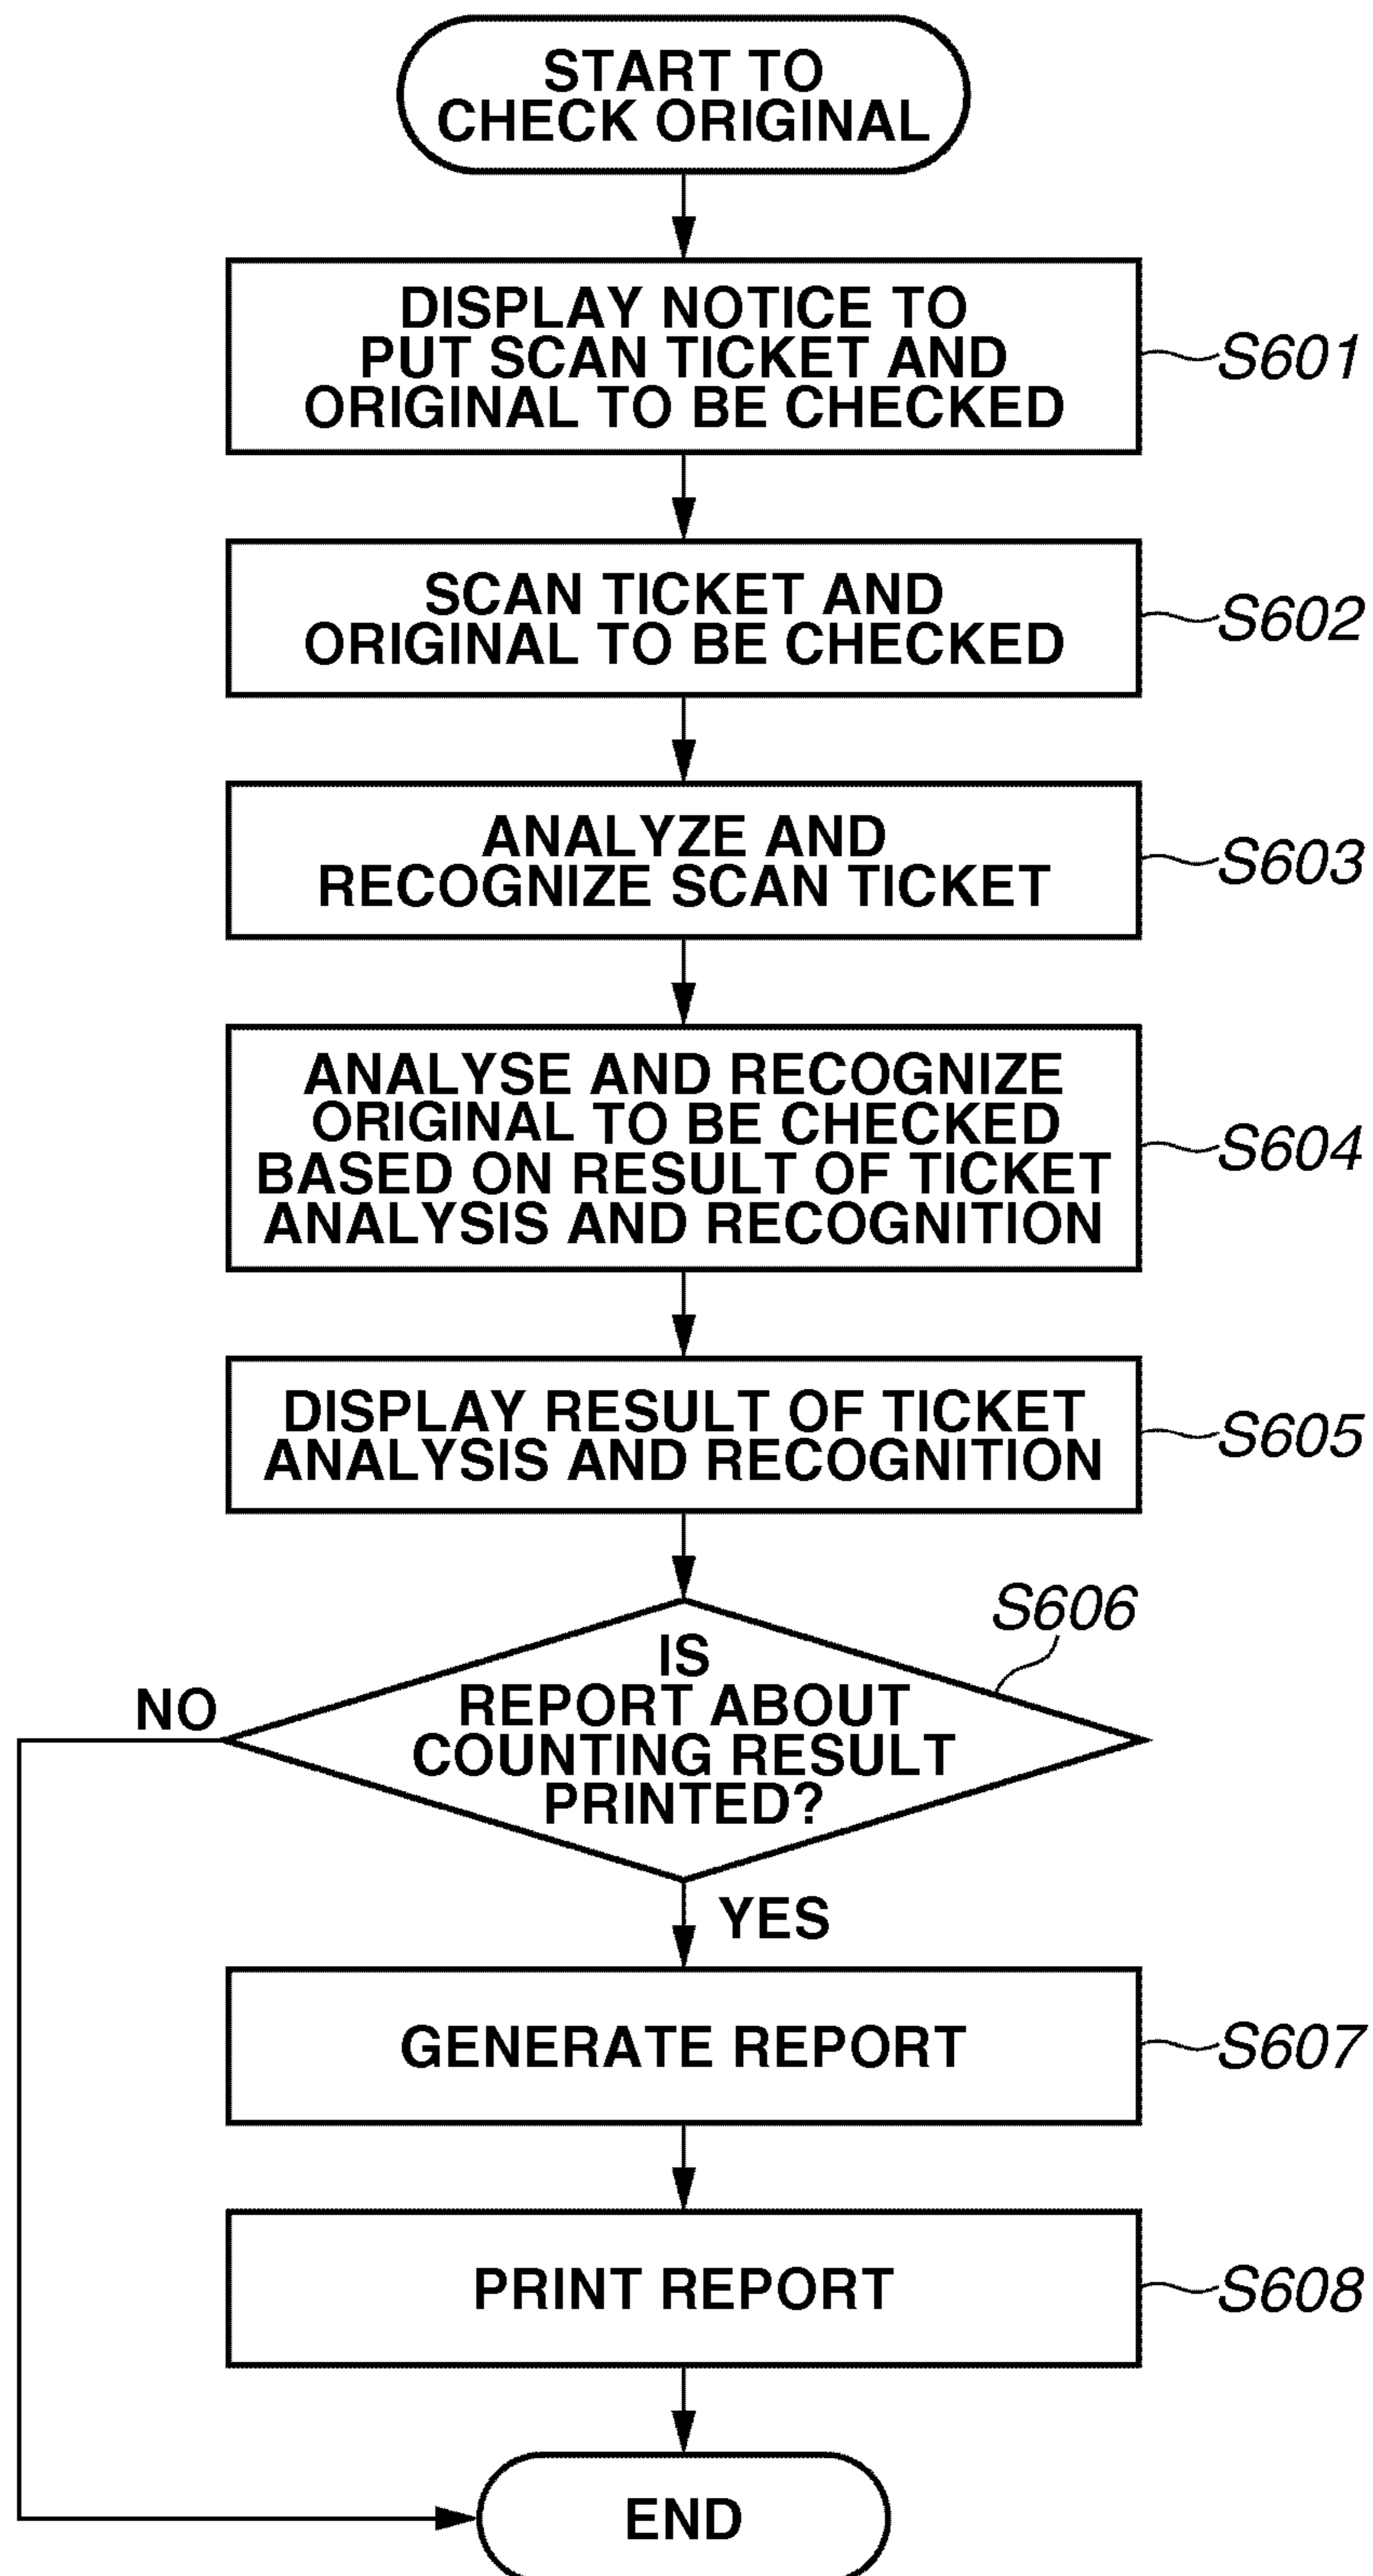 START TO
CHECK ORIGINAL
DISPLAY NOTICE TO
PUT SCAN TICKET AND
ORIGINAL TO BE CHECKED
S601
SCAN TICKET AND
ORIGINAL TO BE CHECKED
S602
ANALYZE AND
RECOGNIZE SCAN TICKET
S603
ANALYSE AND RECOGNIZE
ORIGINAL TO BE CHECKED
BASED ON RESULT OF TICKET
ANALYSIS AND RECOGNITION
S604
DISPLAY RESULT OF TICKET
ANALYSIS AND RECOGNITION
S605
S606
IS
REPORT ABOUT
COUNTING RESULT
PRINTED?
NO
YES
GENERATE REPORT
S607
PRINT REPORT
S608
END